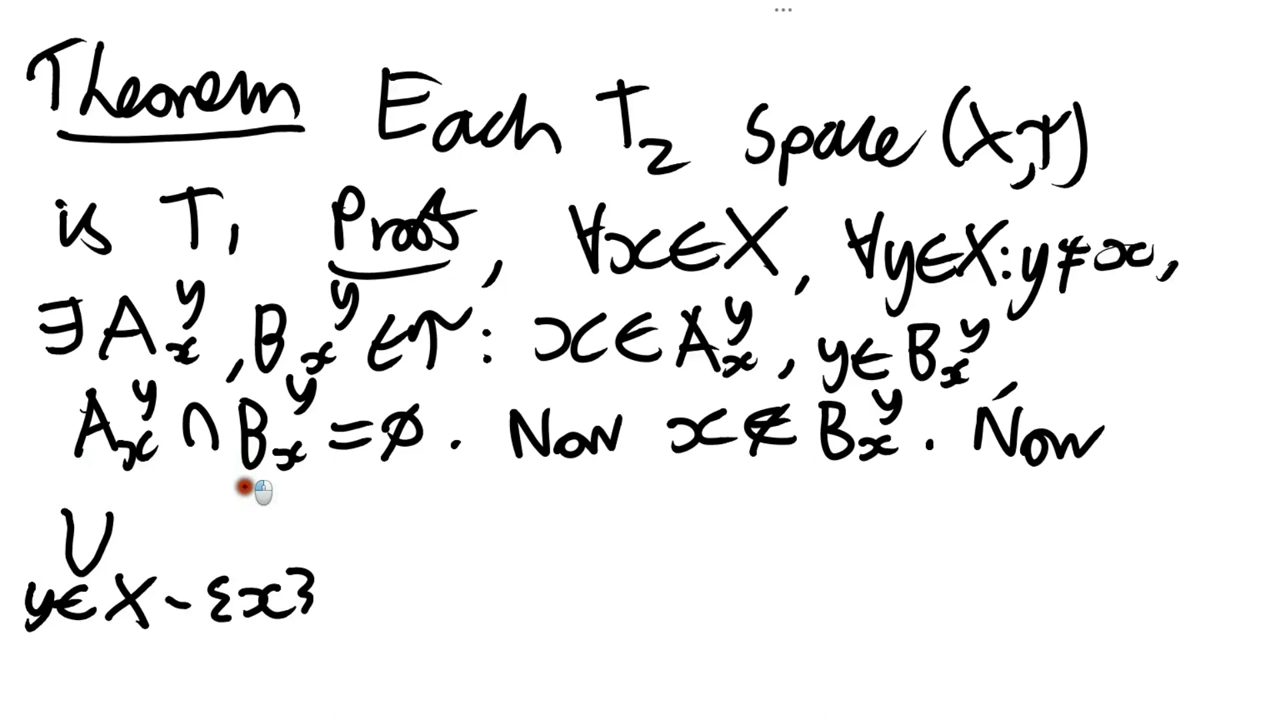 Theorem Each T₂ Space (X,τ)
is T₁ Proof, ∀x∈X, ∀y∈X:y≠x,
∃A_x^y, B_x^y ∈τ: x∈A_x^y, y∈B_x^y,
A_x^y ∩ B_x^y = ∅. Now x∉B_x^y. Now
∪
y∈X~{x}